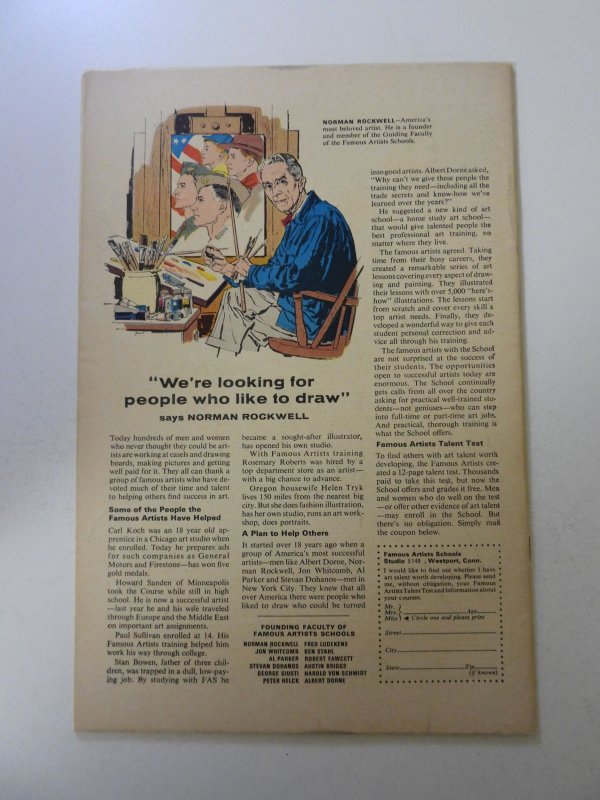 NORMAN ROCKWELL—America's
most beloved artist. He is a founder
and member of the Guiding Faculty
of the Famous Artists Schools.
"We're looking for
people who like to draw"
says NORMAN ROCKWELL
Today hundreds of men and women
who never thought they could be art-
ists are working at easels and drawing
boards, making pictures and getting
well paid for it. They all can thank a
group of famous artists who have de-
voted much of their time and talent
to helping others find success in art.
Some of the People the
Famous Artists Have Helped
Carl Koch was an 18 year old ap-
prentice in a Chicago art studio when
he enrolled. Today he prepares ads
for such companies as General
Motors and Firestone—has won five
gold medals.
Howard Sanden of Minneapolis
took the Course while still in high
school. He is now a successful artist
—last year he and his wife traveled
through Europe and the Middle East
on important art assignments.
Paul Sullivan enrolled at 14. His
Famous Artists training helped him
work his way through college.
Stan Bowen, father of three chil-
dren, was trapped in a dull, low-pay-
ing job. By studying with FAS he
became a sought-after illustrator,
has opened his own studio.
With Famous Artists training
Rosemary Roberts was hired by a
top department store as an artist—
with a big chance to advance.
Oregon housewife Helen Tryk
lives 150 miles from the nearest big
city. But she does fashion illustration,
has her own studio, runs an art work-
shop, does portraits.
A Plan to Help Others
It started over 18 years ago when a
group of America's most successful
artists—men like Albert Dorne, Nor-
man Rockwell, Jon Whitcomb, Al
Parker and Stevan Dohanos—met in
New York City. They knew that all
over America there were people who
liked to draw who could be turned
into good artists. Albert Dorne asked,
"Why can't we give these people the
training they need—including all the
trade secrets and know-how we've
learned over the years?"
He suggested a new kind of art
school—a home study art school—
that would give talented people the
best professional art training, no
matter where they live.
The famous artists agreed. Taking
time from their busy careers, they
created a remarkable series of art
lessons covering every aspect of draw-
ing and painting. They illustrated
their lessons with over 5,000 "here's-
how" illustrations. The lessons start
from scratch and cover every skill a
top artist needs. Finally, they de-
veloped a wonderful way to give each
student personal correction and ad-
vice all through his training.
The famous artists with the School
are not surprised at the success of
their students. The opportunities
open to successful artists today are
enormous. The School continually
gets calls from all over the country
asking for practical well-trained stu-
dents—not geniuses—who can step
into full-time or part-time art jobs.
And practical, thorough training is
what the School offers.
Famous Artists Talent Test
To find others with art talent worth
developing, the Famous Artists cre-
ated a 12-page talent test. Thousands
paid to take this test, but now the
School offers and grades it free. Men
and women who do well on the test
—or offer other evidence of art talent
—may enroll in the School. But
there's no obligation. Simply mail
the coupon below.
FOUNDING FACULTY OF
FAMOUS ARTISTS SCHOOLS
NORMAN ROCKWELL FRED LUDEKENS
JON WHITCOMB BEN STAHL
AL PARKER ROBERT FAWCETT
STEVAN DOHANOS AUSTIN BRIGGS
GEORGE GIUSTI HAROLD VON SCHMIDT
PETER HELCK ALBERT DORNE
Famous Artists Schools
Studio 5148, Westport, Conn.
I would like to find out whether I have
art talent worth developing. Please send
me, without obligation, your Famous
Artists Talent Test and information about
your courses.
Mr.
Mrs. Age
Miss Circle one and please print
Street
City
State Zip
(if known)